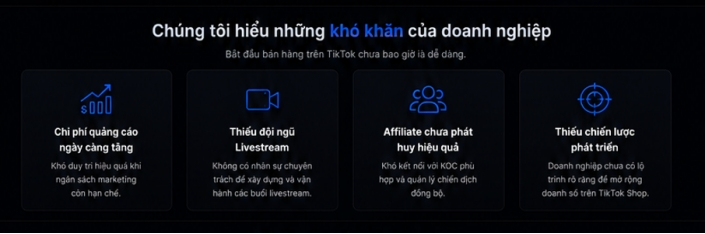 Chúng tôi hiểu những khó khăn của doanh nghiệp
Bắt đầu bán hàng trên TikTok chưa bao giờ là dễ dàng.
Chi phí quảng cáo
ngày càng tăng
Khó duy trì hiệu quả khi
ngân sách marketing
còn hạn chế.
Thiếu đội ngũ
Livestream
Không có nhân sự chuyên
trách để xây dựng và vận
hành các buổi livestream.
Affiliate chưa phát
huy hiệu quả
Khó kết nối với KOC phù
hợp và quản lý chiến dịch
đồng bộ.
Thiếu chiến lược
phát triển
Doanh nghiệp chưa có lộ
trình rõ ràng để mở rộng
doanh số trên TikTok Shop.